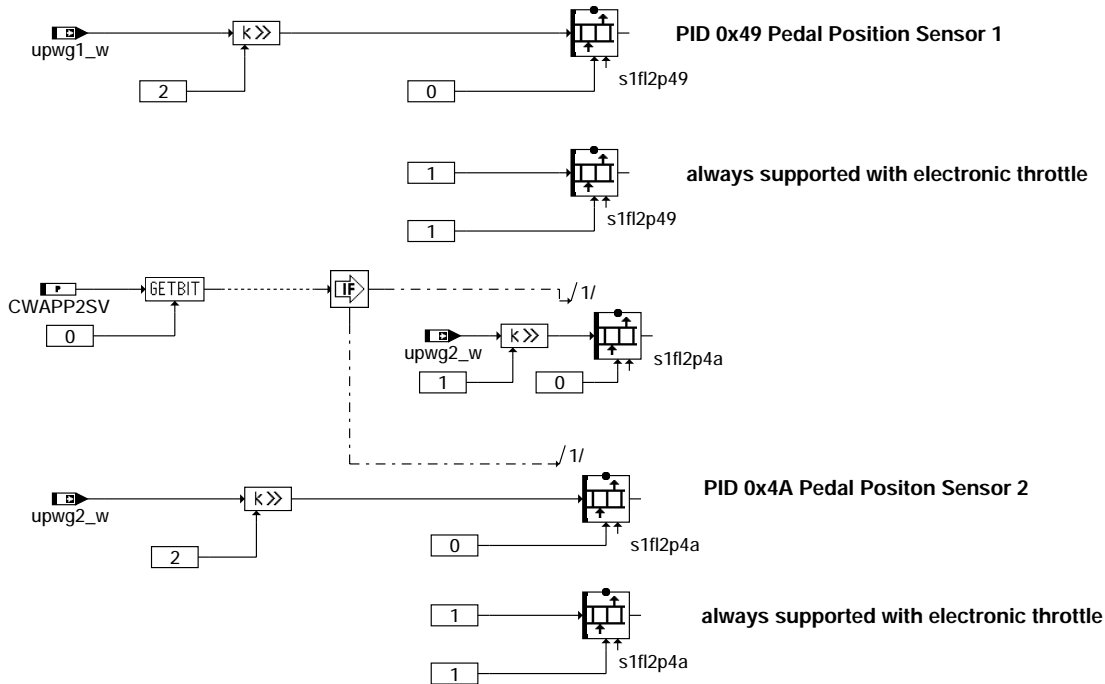 PID 0x49 Pedal Position Sensor 1
k >>
upwg1_w
s1fl2p49
2
0
always supported with electronic throttle
1
s1fl2p49
1
P
GETBIT
IF
/1/
CWAPP2SV
0
k >>
upwg2_w
s1fl2p4a
1
0
/1/
PID 0x4A Pedal Positon Sensor 2
k >>
upwg2_w
s1fl2p4a
2
0
always supported with electronic throttle
1
s1fl2p4a
1